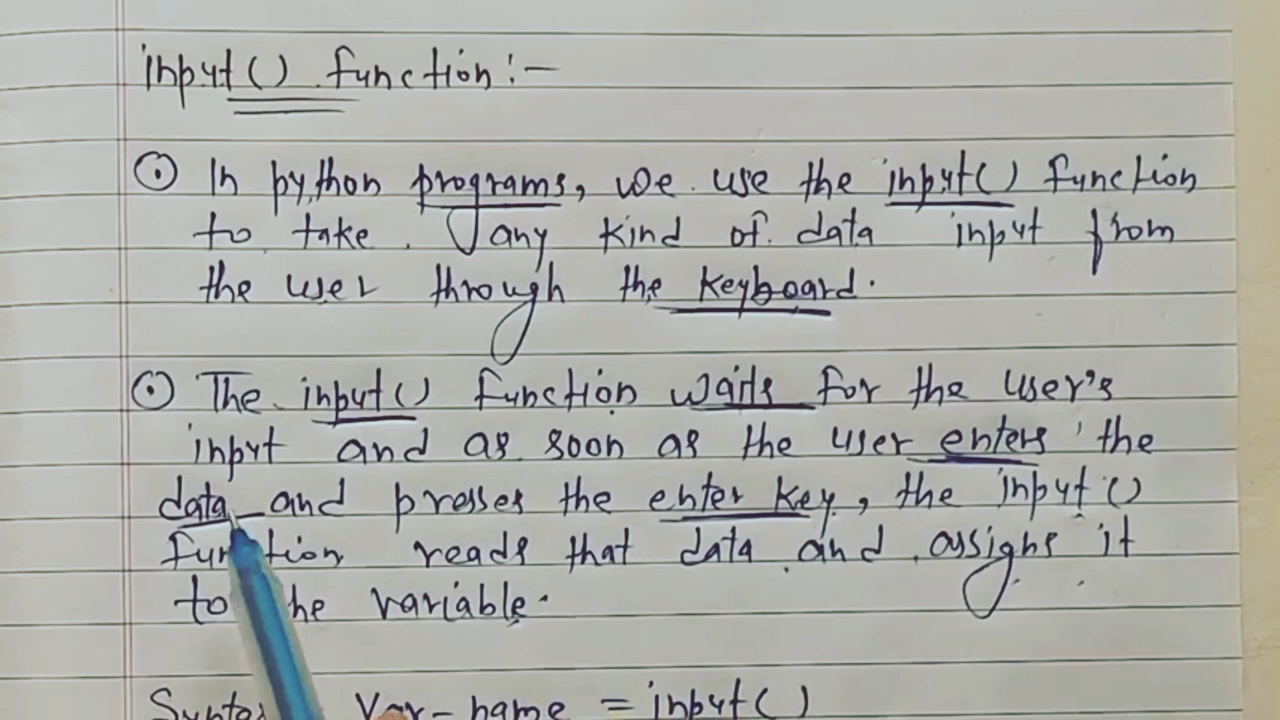 input() function :-
⊙ In python programs, we use the input() function
to take any kind of data input from
the user through the keyboard.
⊙ The input() function waits for the user's
input and as soon as the user enters the
data and presses the enter key, the input()
function reads that data and assigns it
to the variable.
Syntax Var-name = input()